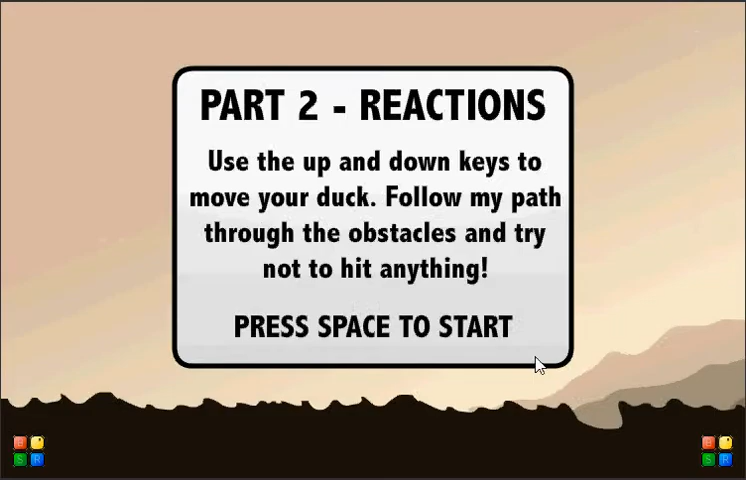 PART 2 - REACTIONS
Use the up and down keys to
move your duck. Follow my path
through the obstacles and try
not to hit anything!
PRESS SPACE TO START